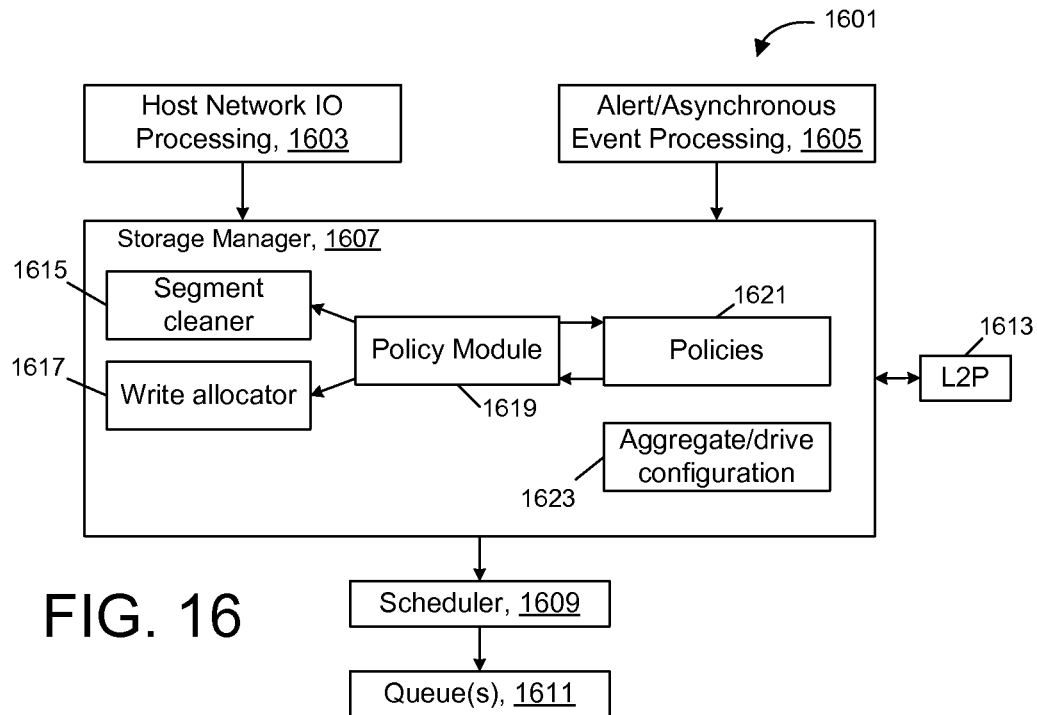 1601
Host Network IO
Processing, 1603
Alert/Asynchronous
Event Processing, 1605
Storage Manager, 1607
1615
Segment
cleaner
1621
1613
Policy Module
Policies
L2P
1617
Write allocator
1619
Aggregate/drive
configuration
1623
Scheduler, 1609
FIG. 16
Queue(s), 1611